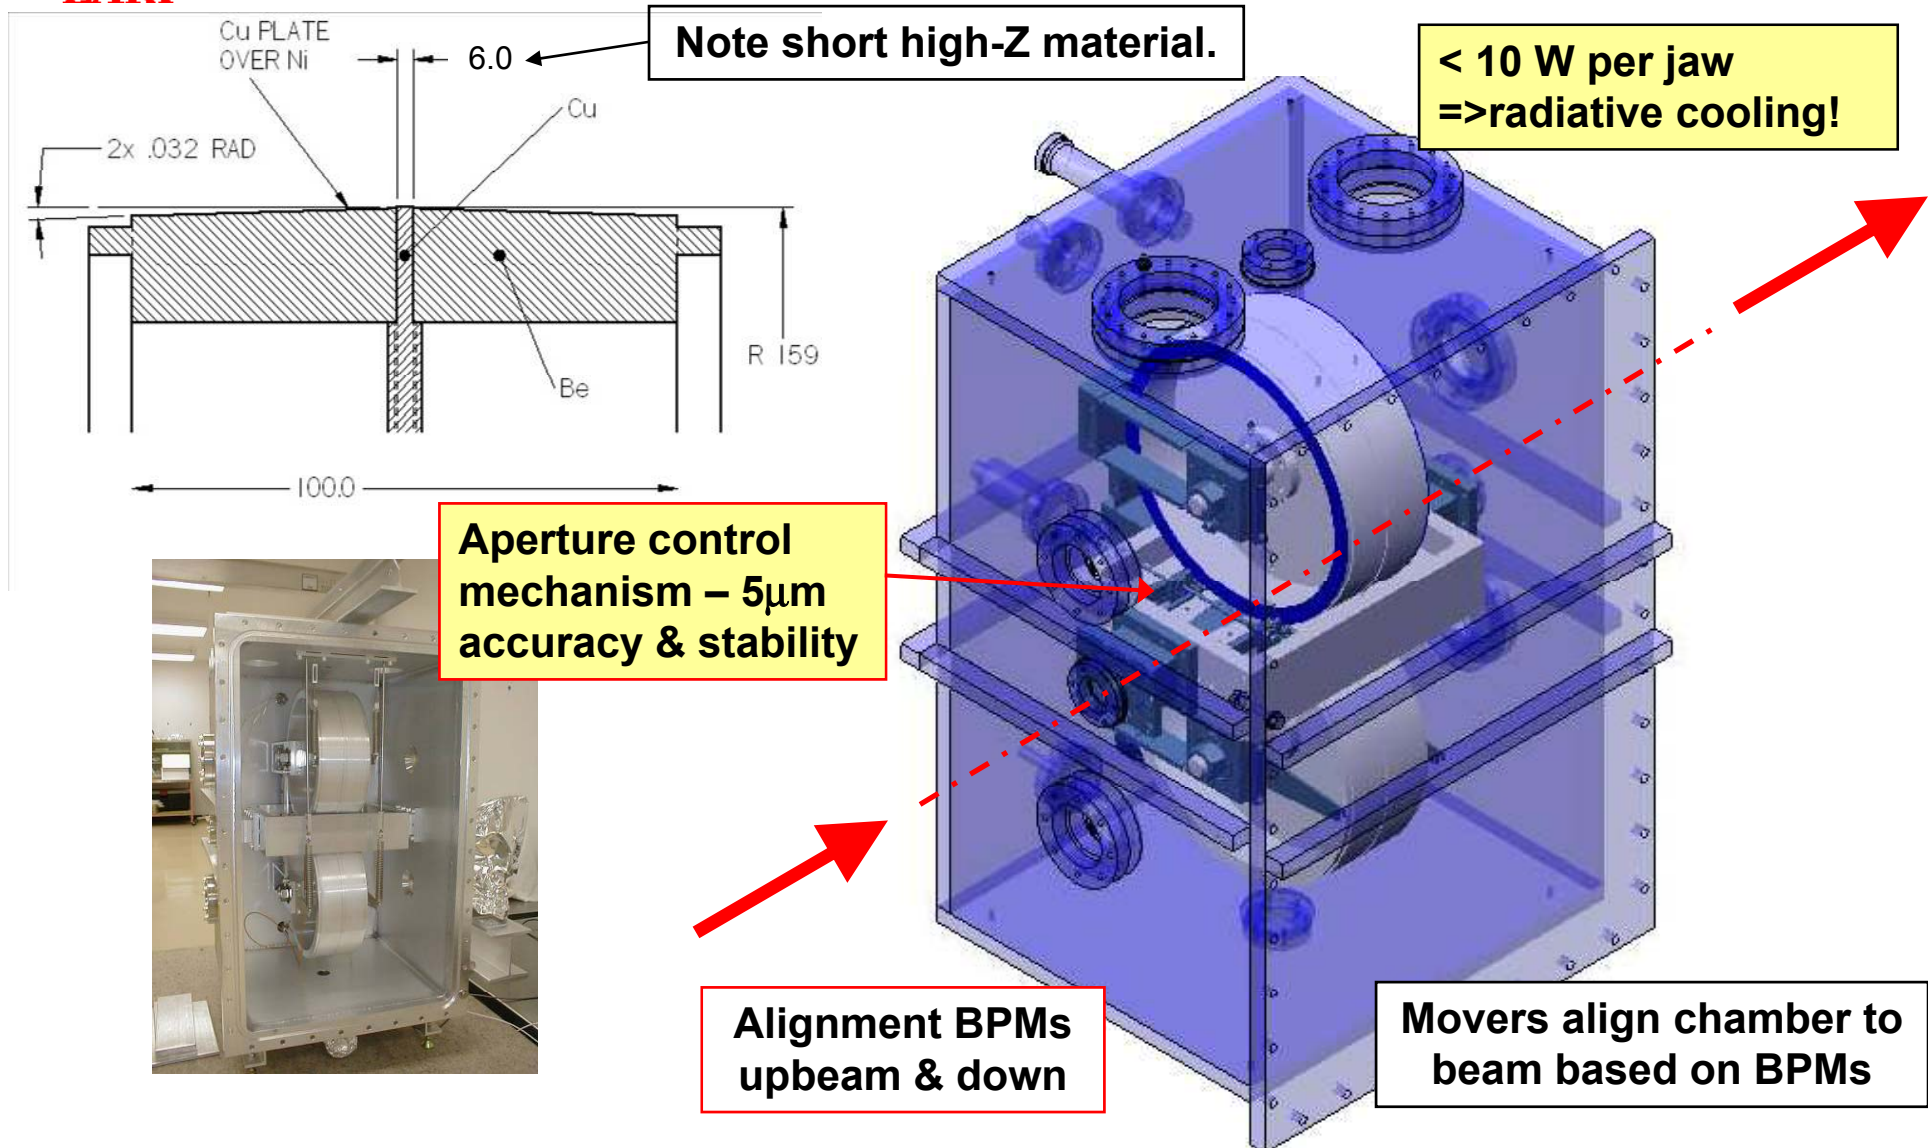 LARP
Cu PLATE
OVER Ni
6.0
Note short high-Z material.
< 10 W per jaw
=>radiative cooling!
Cu
2x .032 RAD
R 159
Be
100.0
Aperture control
mechanism – 5μm
accuracy & stability
Alignment BPMs
upbeam & down
Movers align chamber to
beam based on BPMs